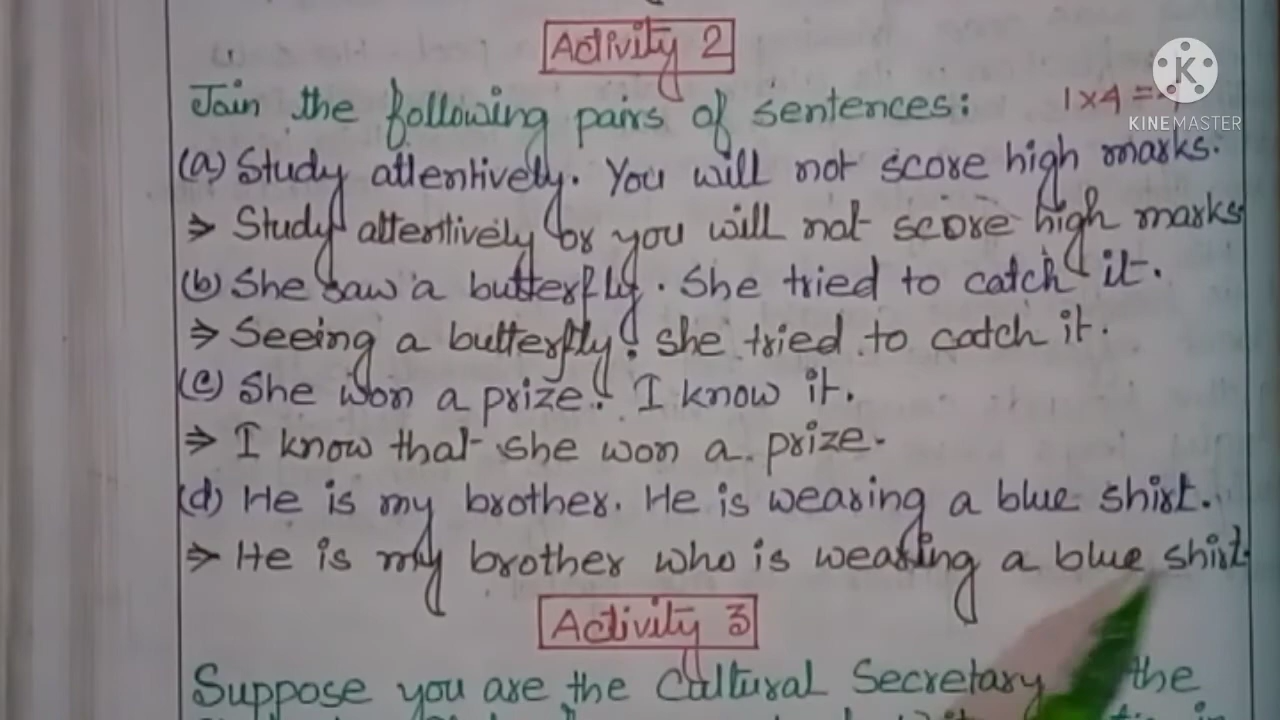 Activity 2
Join the following pairs of sentences: 1×4=4
KINEMASTER
(a) Study attentively. You will not score high marks.
⇒ Study attentively or you will not score high marks
(b) She saw a butterfly. She tried to catch it.
⇒ Seeing a butterfly, she tried to catch it.
(c) She won a prize. I know it.
⇒ I know that she won a prize.
(d) He is my brother. He is wearing a blue shirt.
⇒ He is my brother who is wearing a blue shirt.
Activity 3
Suppose you are the Cultural Secretary the